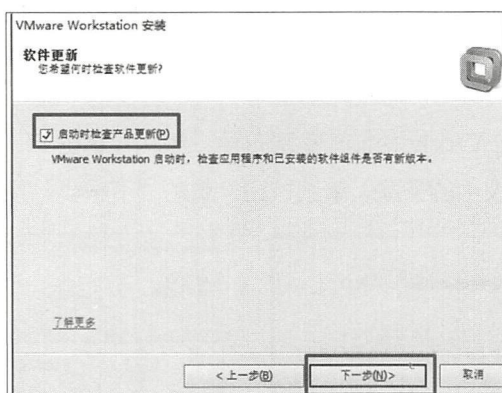 VMware Workstation 安装
软件更新
您希望何时检查软件更新?
启动时检查产品更新(P)
VMware Workstation 启动时，检查应用程序和已安装的软件组件是否有新版本。
了解更多
<上一步(B)
下一步(N)>
取消